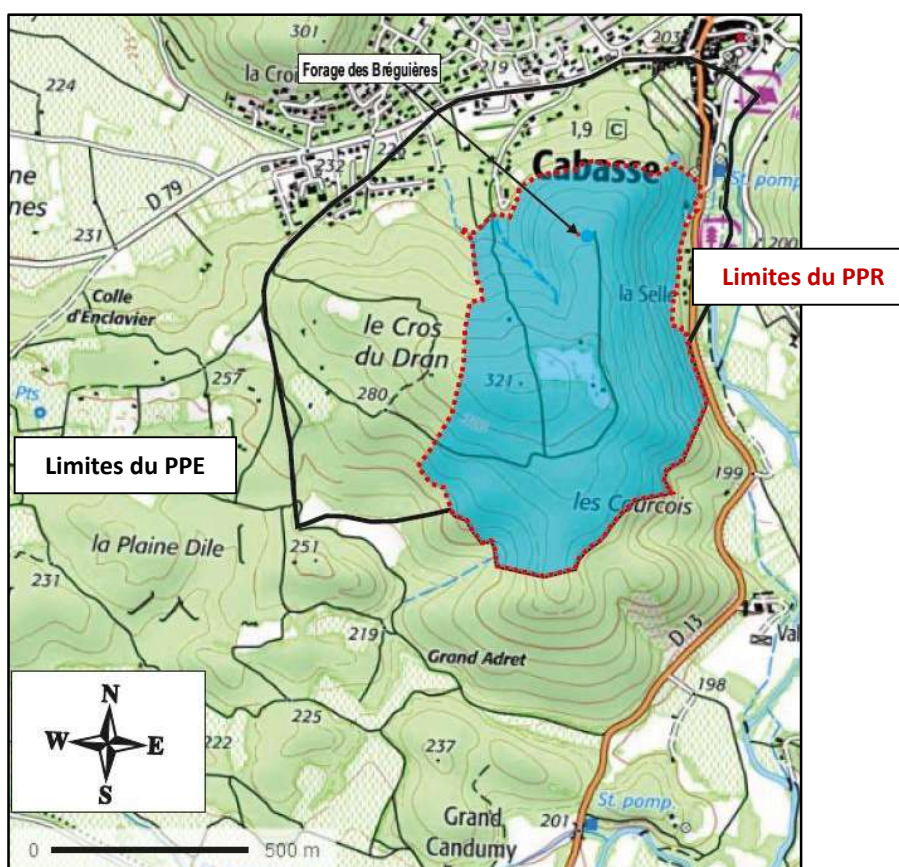 301
203
la Croi
Forage des Bréguières
219
224
225
1,9 C
Cabasse
232
St. pomp.
ne
nes
D 79
231
200
Limites du PPR
la Selle
Colle
d'Enclavier
le Cros
du Dran
257
321
280
Pts
Limites du PPE
199
les Courcois
la Plaine Dile
251
231
D 13
Val
219
Grand Adret
198
N
W E
S
225
222
237
St. pomp.
Grand
Candumy
201
0 500 m